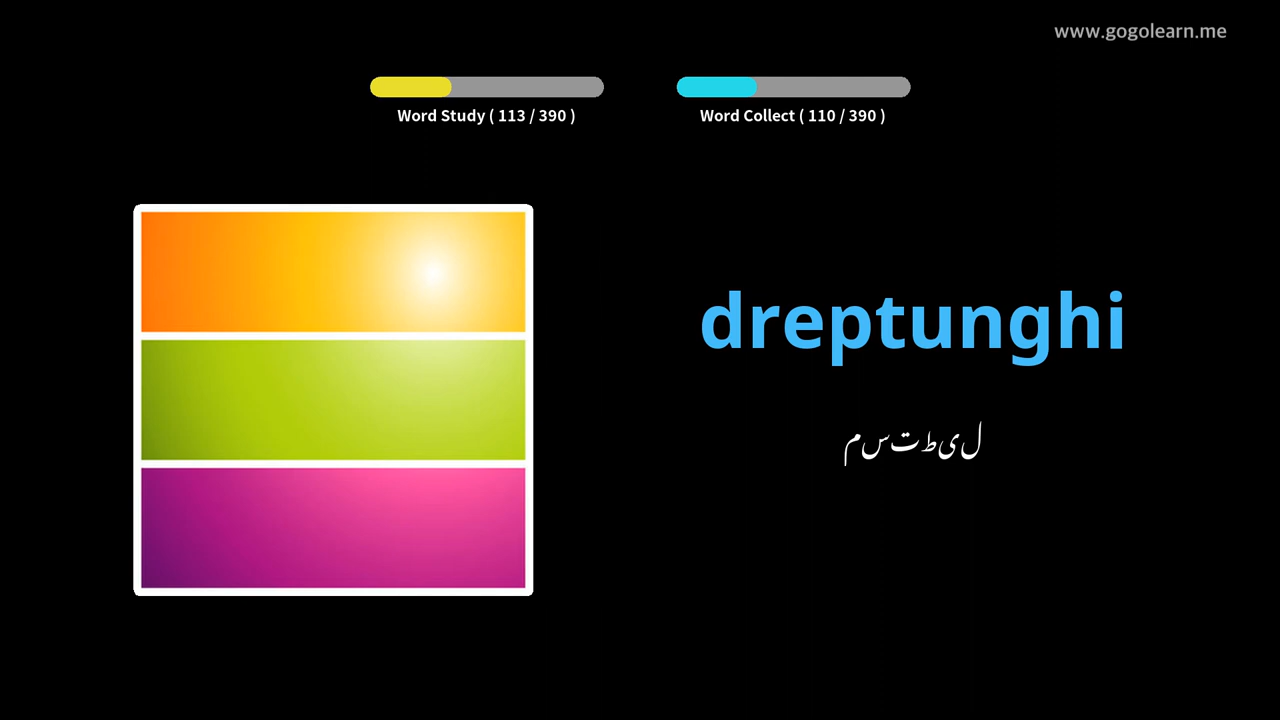 www.gogolearn.me
Word Study ( 113 / 390 )
Word Collect ( 110 / 390 )
dreptunghi
مستطیل